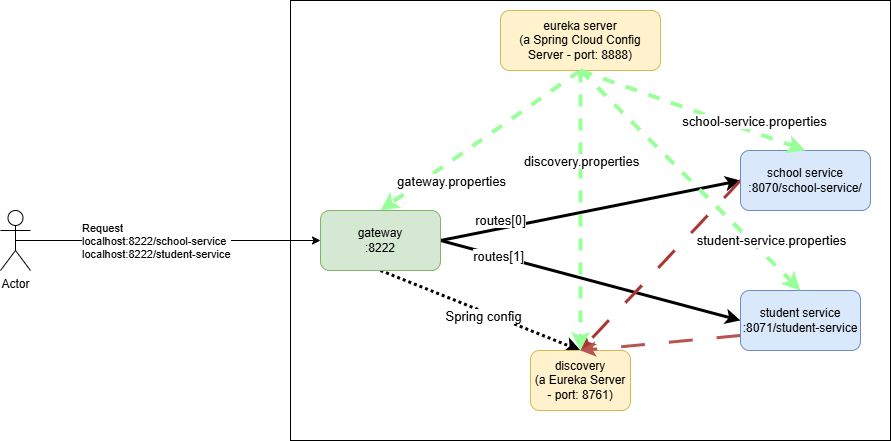 eureka server
(a Spring Cloud Config
Server - port: 8888)
school-service.properties
discovery.properties
school service
:8070/school-service/
gateway.properties
Request
localhost:8222/school-service
localhost:8222/student-service
Actor
gateway
:8222
routes[0]
routes[1]
student-service.properties
Spring config
student service
:8071/student-service
discovery
(a Eureka Server
- port: 8761)